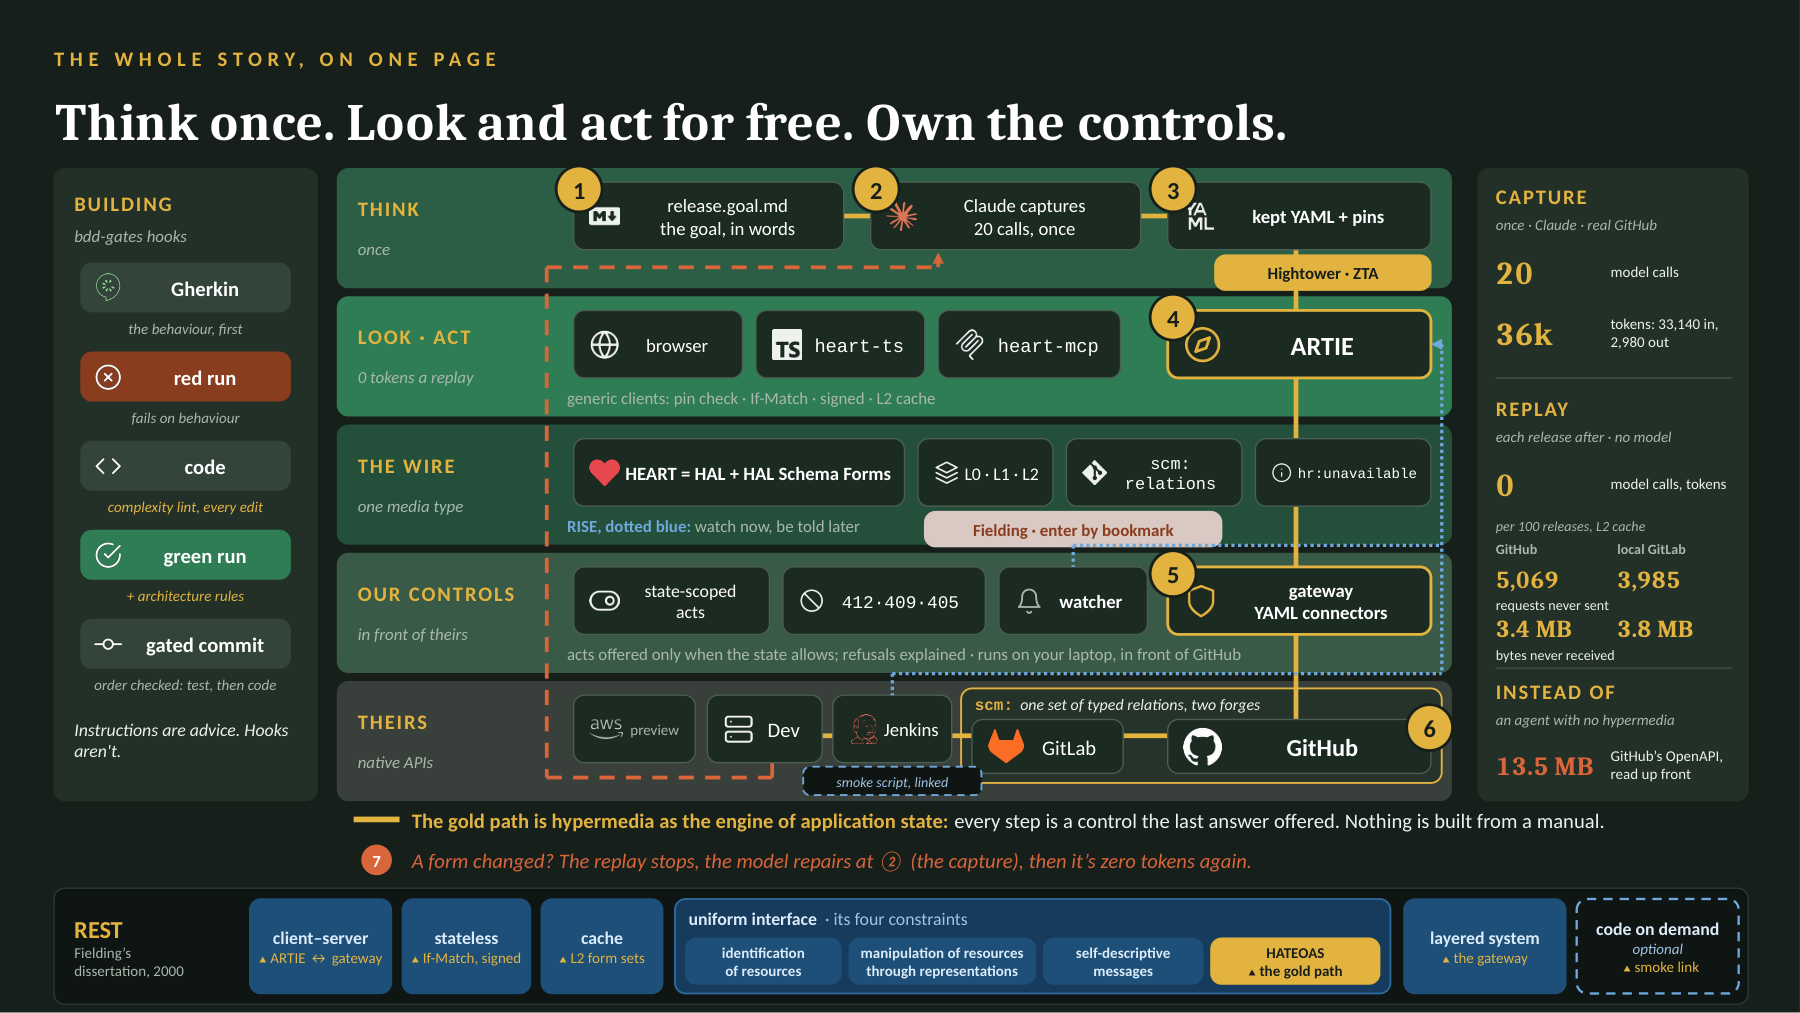 THE WHOLE STORY, ON ONE PAGE
Think once. Look and act for free. Own the controls.
BUILDING
bdd-gates hooks
Gherkin
the behaviour, first
red run
fails on behaviour
code
complexity lint, every edit
green run
+ architecture rules
gated commit
order checked: test, then code
Instructions are advice. Hooks
aren't.
THINK
once
1
release.goal.md
the goal, in words
2
Claude captures
20 calls, once
3
YAML
kept YAML + pins
Hightower · ZTA
LOOK · ACT
0 tokens a replay
browser
TS
heart-ts
heart-mcp
4
ARTIE
generic clients: pin check · If-Match · signed · L2 cache
THE WIRE
one media type
HEART = HAL + HAL Schema Forms
L0 · L1 · L2
scm:
relations
hr:unavailable
RISE, dotted blue: watch now, be told later
Fielding · enter by bookmark
OUR CONTROLS
in front of theirs
state-scoped
acts
412·409·405
watcher
5
gateway
YAML connectors
acts offered only when the state allows; refusals explained · runs on your laptop, in front of GitHub
THEIRS
native APIs
aws
preview
Dev
Jenkins
scm: one set of typed relations, two forges
GitLab
GitHub
6
smoke script, linked
CAPTURE
once · Claude · real GitHub
20
model calls
36k
tokens: 33,140 in,
2,980 out
REPLAY
each release after · no model
0
model calls, tokens
per 100 releases, L2 cache
GitHub
local GitLab
5,069
3,985
requests never sent
3.4 MB
3.8 MB
bytes never received
INSTEAD OF
an agent with no hypermedia
13.5 MB
GitHub's OpenAPI,
read up front
The gold path is hypermedia as the engine of application state: every step is a control the last answer offered. Nothing is built from a manual.
7
A form changed? The replay stops, the model repairs at ② (the capture), then it's zero tokens again.
REST
Fielding's
dissertation, 2000
client–server
▲ ARTIE ↔ gateway
stateless
▲ If-Match, signed
cache
▲ L2 form sets
uniform interface · its four constraints
identification
of resources
manipulation of resources
through representations
self-descriptive
messages
HATEOAS
▲ the gold path
layered system
▲ the gateway
code on demand
optional
▲ smoke link